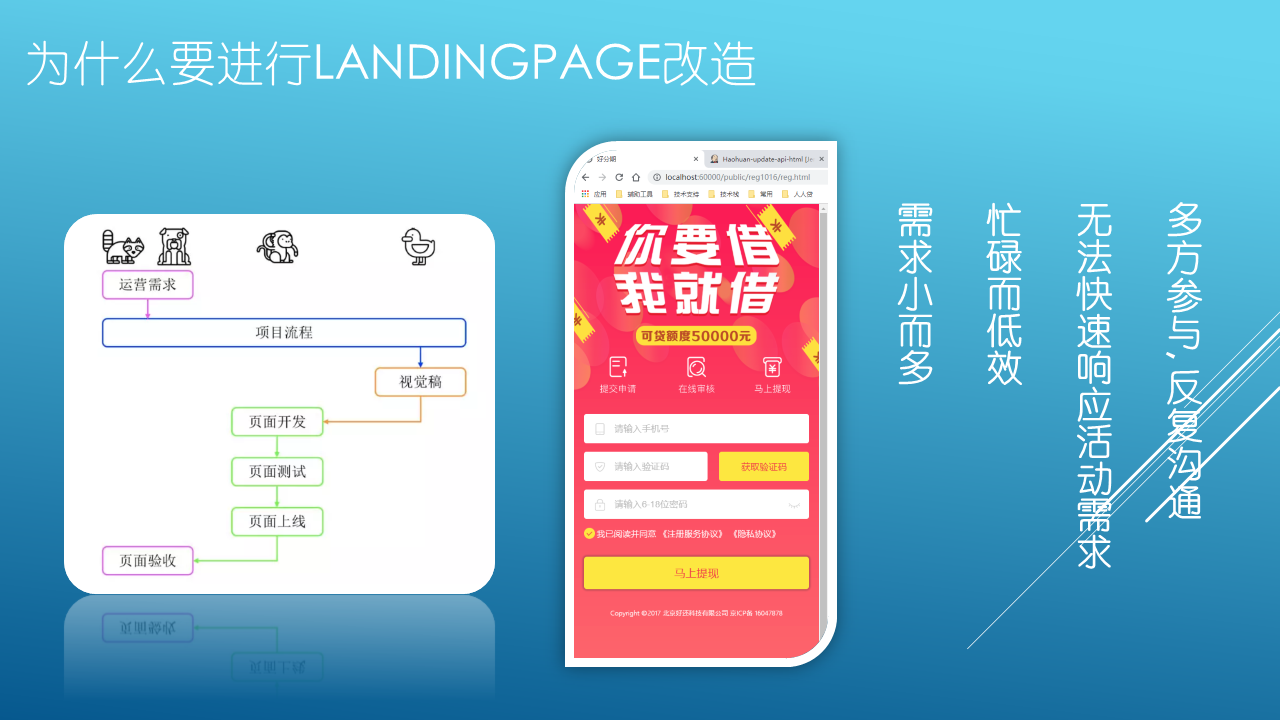 为什么要进行LANDINGPAGE改造
运营需求
项目流程
视觉稿
页面开发
页面测试
页面上线
页面验收
好分期
Haohuan-update-api-html [Je
localhost:60000/public/reg1016/reg.html
应用 辅助工具 技术支持 技术栈 常用 人人贷
你要借
我就借
可贷额度50000元
提交申请 在线审核 马上提现
请输入手机号
请输入验证码 获取验证码
请输入6-18位密码
我已阅读并同意《注册服务协议》《隐私协议》
马上提现
Copyright ©2017 北京好还科技有限公司 京ICP备 16047878
多方参与、反复沟通
无法快速响应活动需求
忙碌而低效
需求小而多